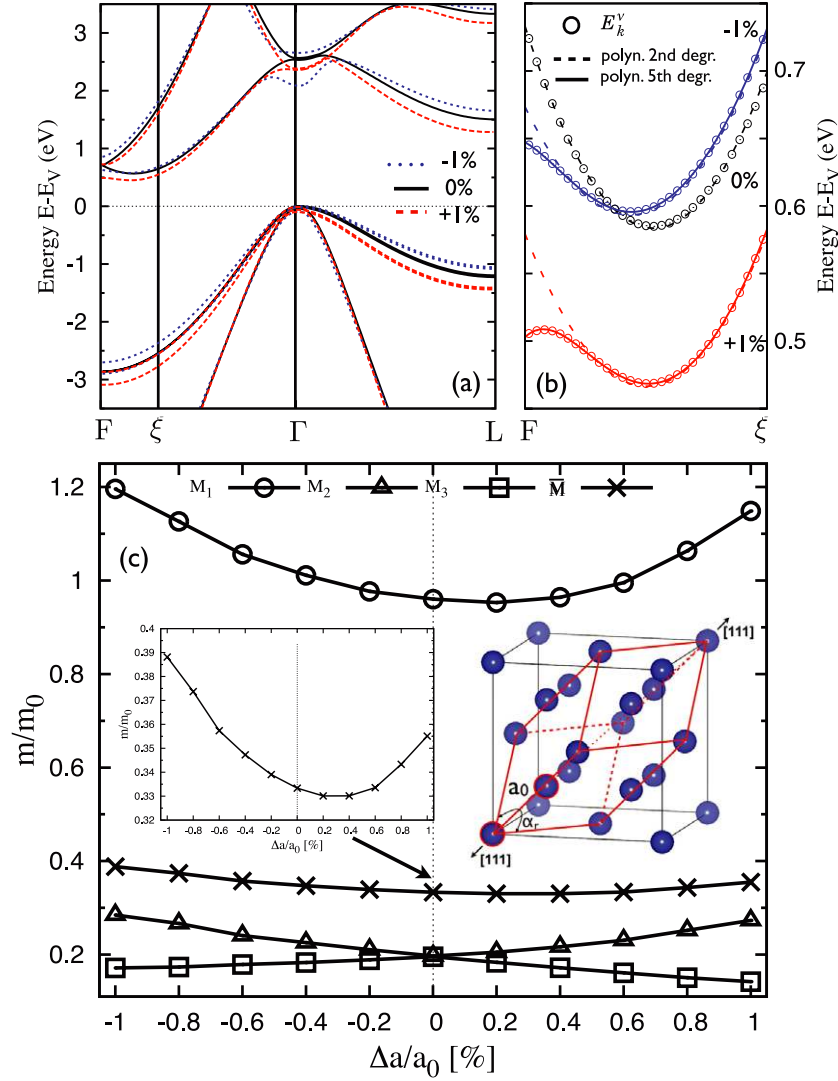 Energy E-E_V (eV)
3
2
1
0
-1
-2
-3
-1%
0%
+1%
(a)
F
ξ
Γ
L
E_k^ν
polyn. 2nd degr.
polyn. 5th degr.
-1%
0%
+1%
(b)
0.7
0.6
0.5
Energy E-E_V (eV)
F
ξ
M_1
M_2
M_3
M̅
(c)
m/m_0
1.2
1
0.8
0.6
0.4
0.2
-1 -0.8 -0.6 -0.4 -0.2 0 0.2 0.4 0.6 0.8 1
Δa/a_0 [%]
m/m_0
0.4
0.39
0.38
0.37
0.36
0.35
0.34
0.33
0.32
-1 -0.8 -0.6 -0.4 -0.2 0 0.2 0.4 0.6 0.8 1
Δa/a_0 [%]
[111]
a_0
α_r
[111]